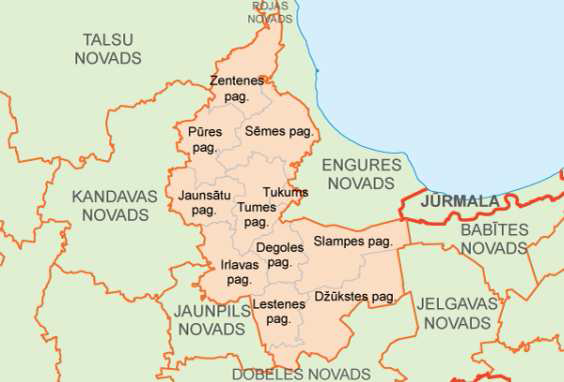 ROJAS
NOVADS
TALSU
NOVADS
Zentenes
pag.
Pūres
pag.
Sēmes pag.
ENGURES
NOVADS
KANDAVAS
NOVADS
Jaunsātu
pag.
Tukums
Tumes
pag.
JŪRMALA
BABĪTES
NOVADS
Slampes pag.
Degoles
pag.
Irlavas
pag.
Džūkstes pag.
Lestenes
pag.
JAUNPILS
NOVADS
JELGAVAS
NOVADS
DOBELES NOVADS